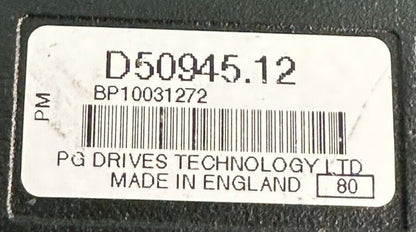 D50945.12
BP10031272
PM
PG DRIVES TECHNOLOGY LTD
MADE IN ENGLAND 80